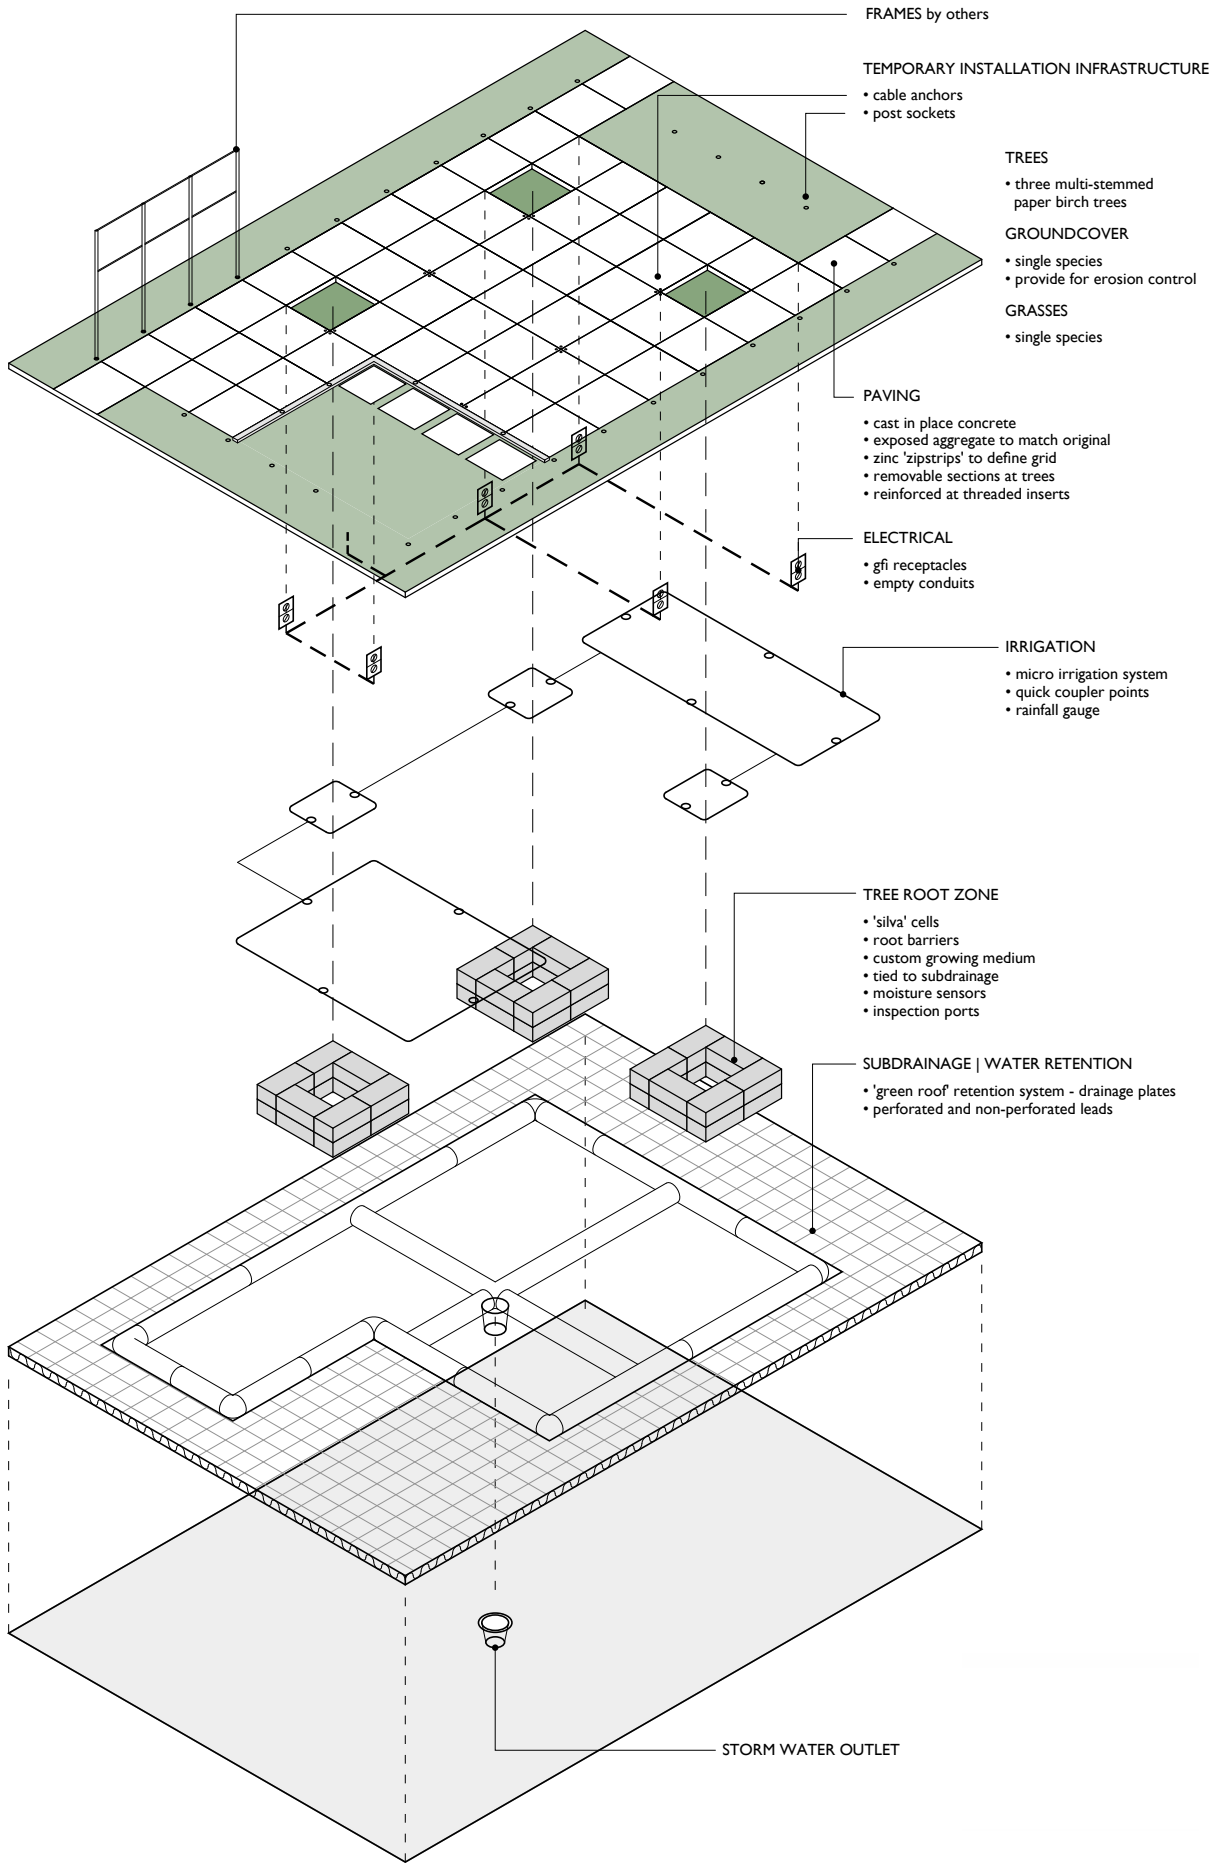 FRAMES by others
TEMPORARY INSTALLATION INFRASTRUCTURE
• cable anchors
• post sockets
TREES
• three multi-stemmed
paper birch trees
GROUNDCOVER
• single species
• provide for erosion control
GRASSES
• single species
PAVING
• cast in place concrete
• exposed aggregate to match original
• zinc 'zipstrips' to define grid
• removable sections at trees
• reinforced at threaded inserts
ELECTRICAL
• gfi receptacles
• empty conduits
IRRIGATION
• micro irrigation system
• quick coupler points
• rainfall gauge
TREE ROOT ZONE
• 'silva' cells
• root barriers
• custom growing medium
• tied to subdrainage
• moisture sensors
• inspection ports
SUBDRAINAGE | WATER RETENTION
• 'green roof' retention system - drainage plates
• perforated and non-perforated leads
STORM WATER OUTLET